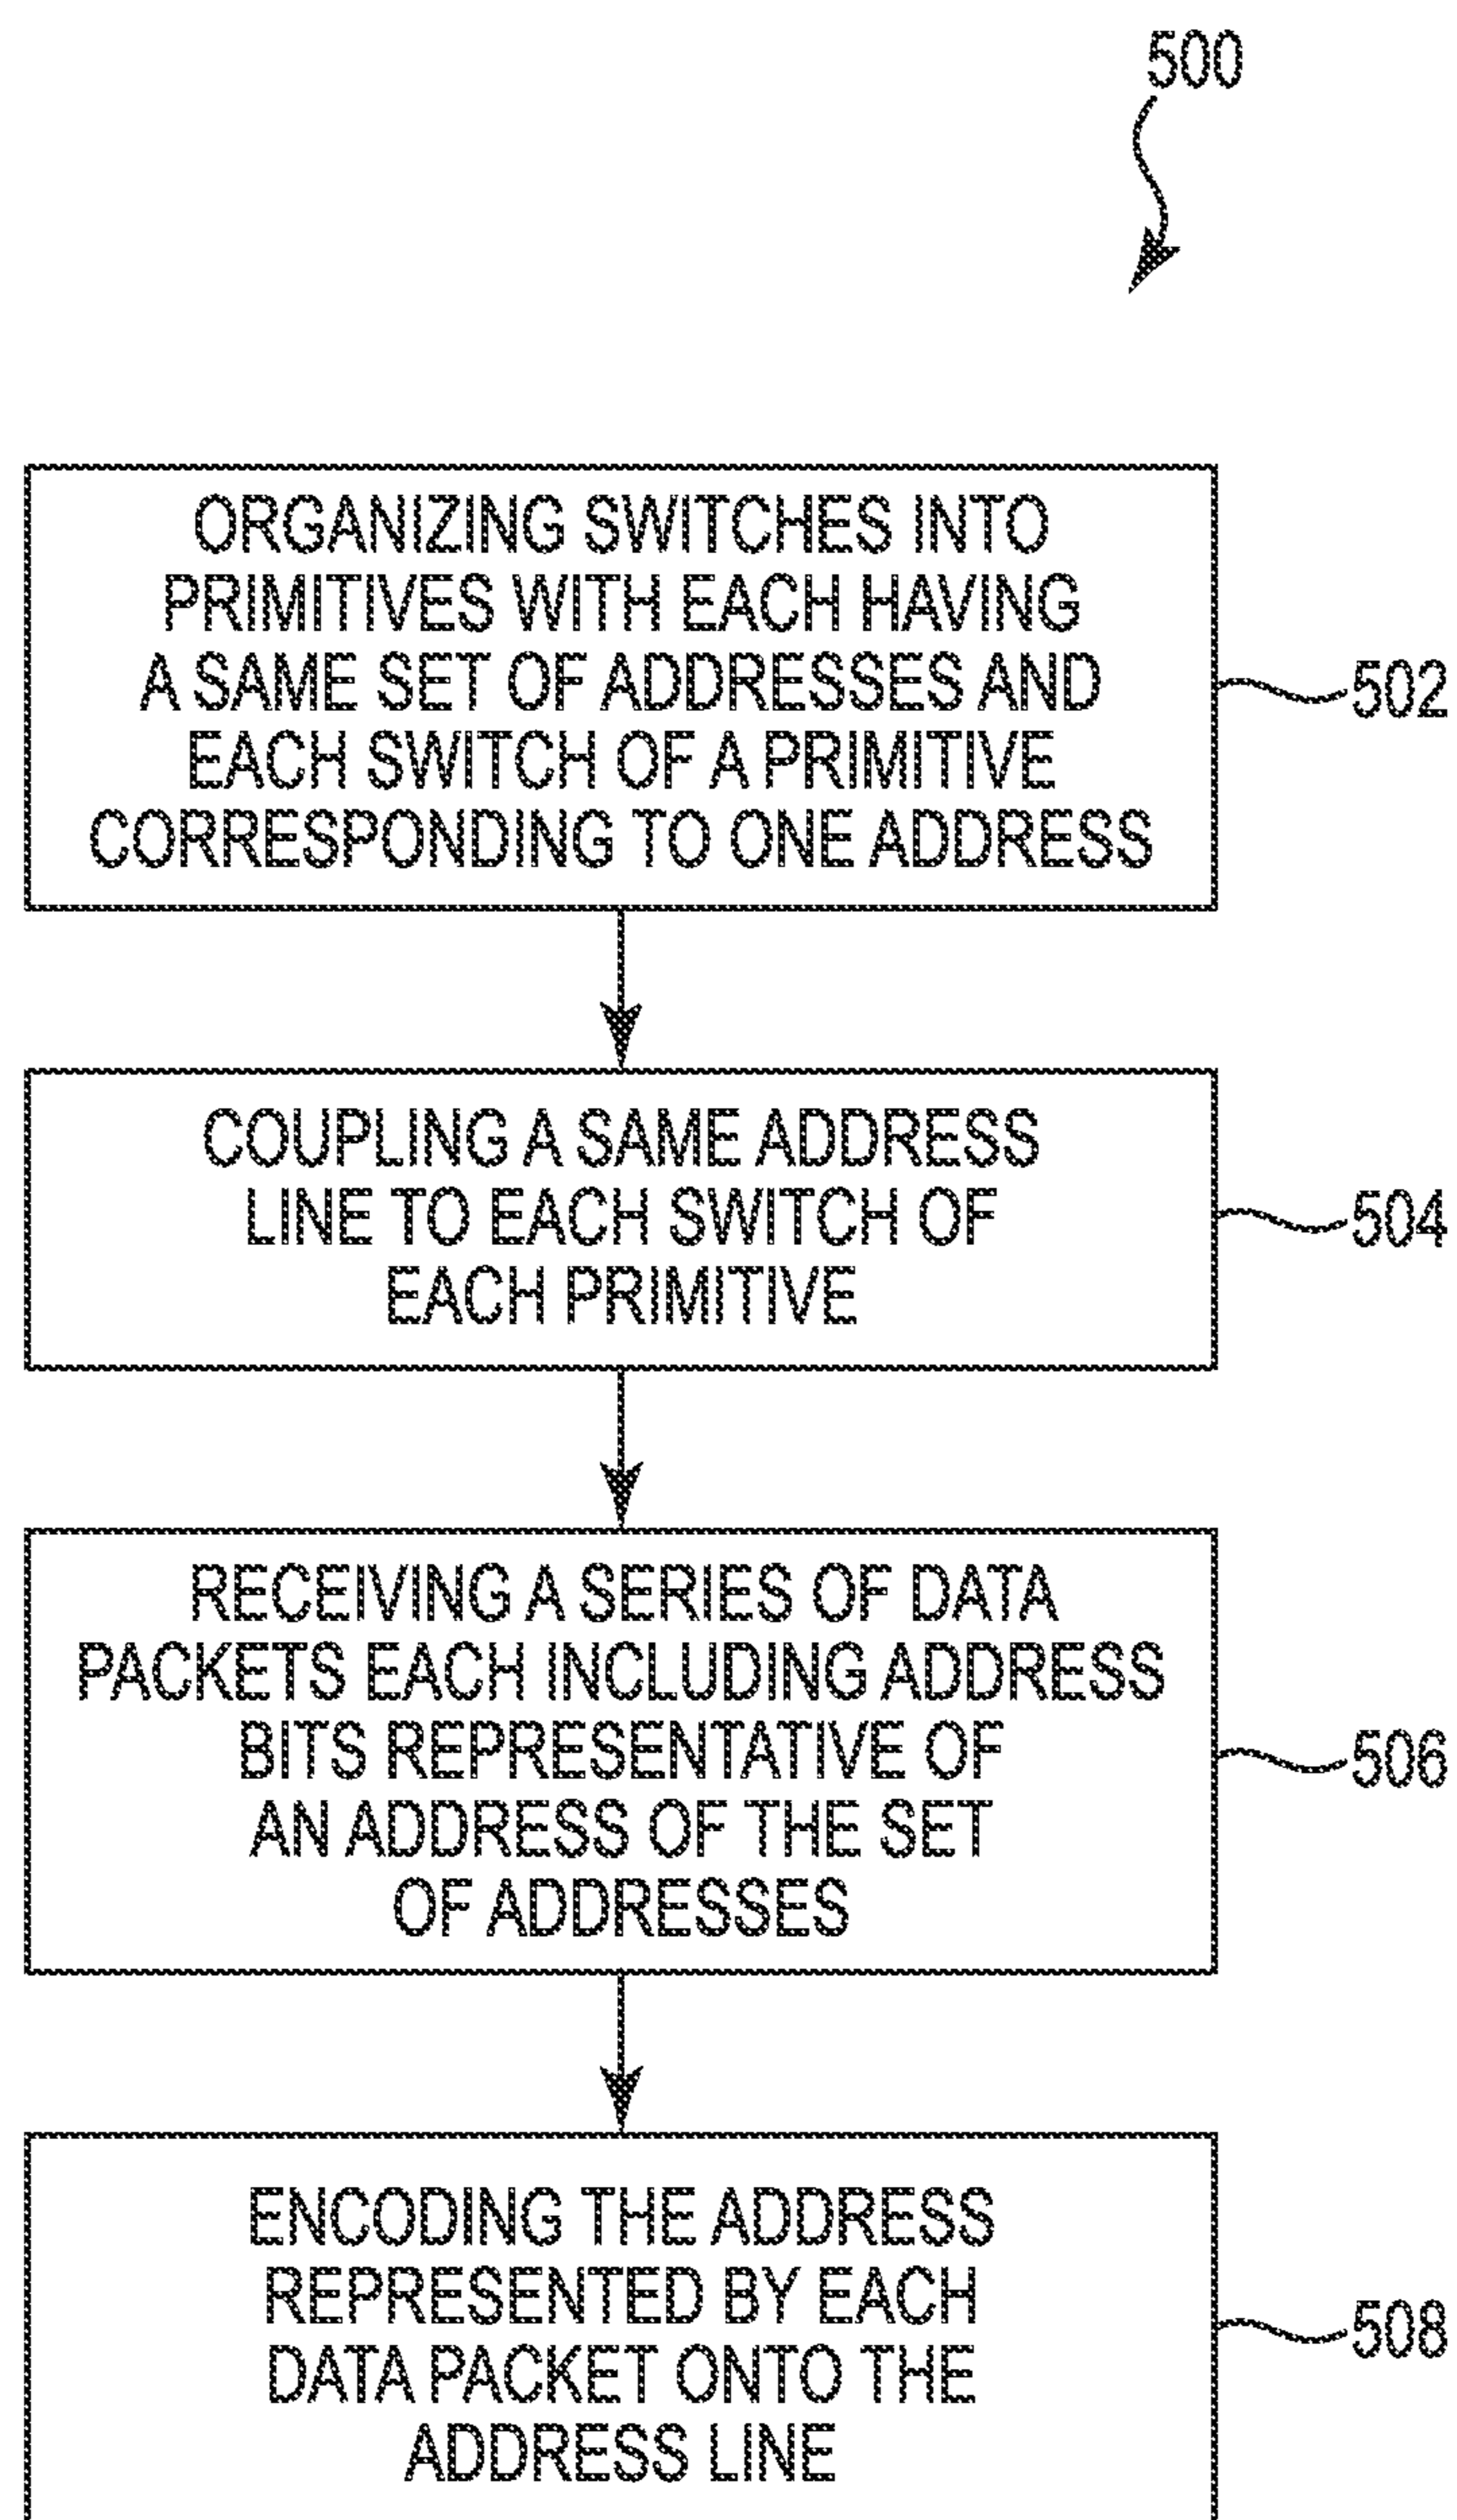 500
ORGANIZING SWITCHES INTO
PRIMITIVES WITH EACH HAVING
A SAME SET OF ADDRESSES AND
EACH SWITCH OF A PRIMITIVE
CORRESPONDING TO ONE ADDRESS
502
COUPLING A SAME ADDRESS
LINE TO EACH SWITCH OF
EACH PRIMITIVE
504
RECEIVING A SERIES OF DATA
PACKETS EACH INCLUDING ADDRESS
BITS REPRESENTATIVE OF
AN ADDRESS OF THE SET
OF ADDRESSES
506
ENCODING THE ADDRESS
REPRESENTED BY EACH
DATA PACKET ONTO THE
ADDRESS LINE
508